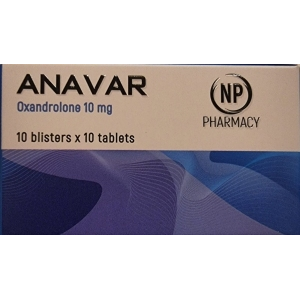 ANAVAR
Oxandrolone 10 mg
10 blisters x 10 tablets
NP
PHARMACY